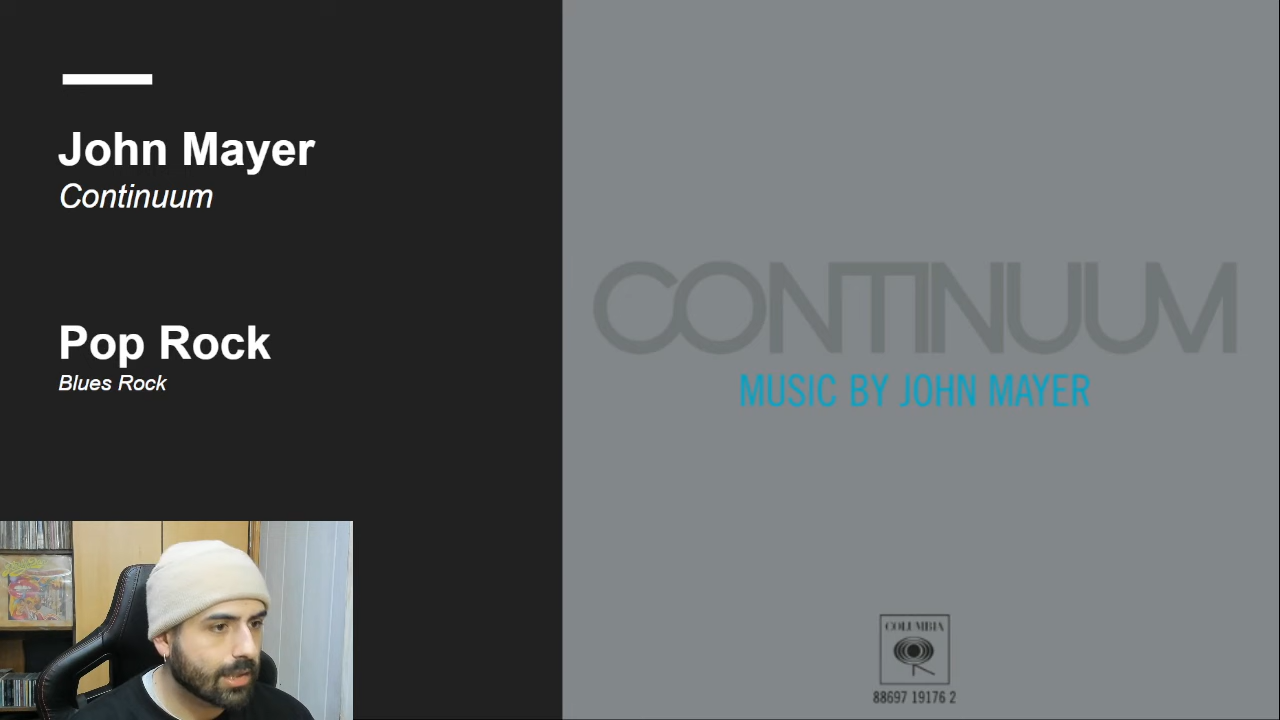 John Mayer
Continuum
Pop Rock
Blues Rock
CONTINUUM
MUSIC BY JOHN MAYER
COLUMBIA
88697 19176 2